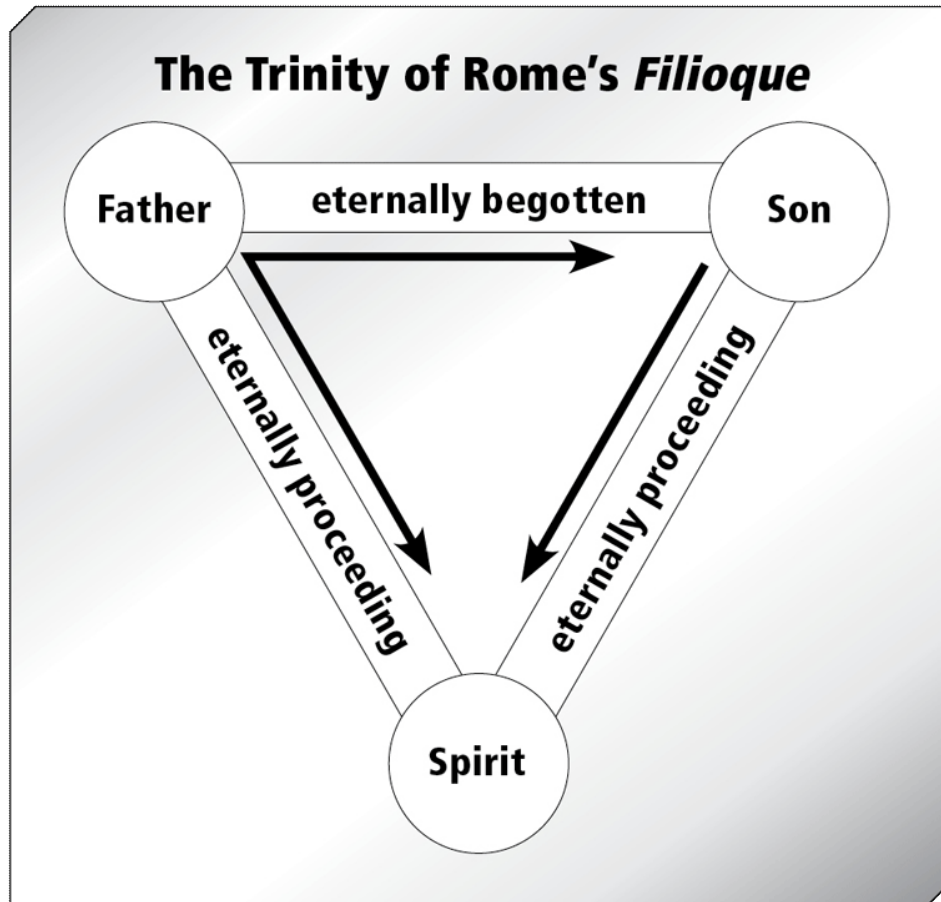 The Trinity of Rome's Filioque
Father
eternally begotten
Son
eternally proceeding
eternally proceeding
Spirit